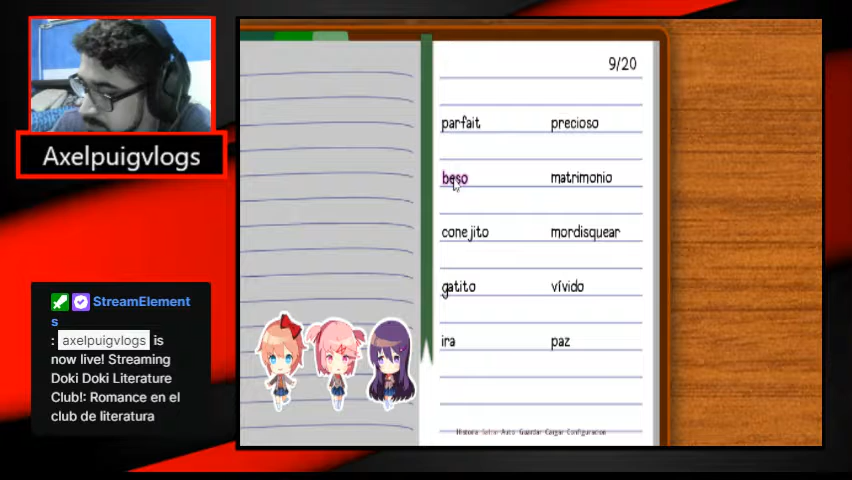 Axelpuigvlogs
StreamElement
s
: axelpuigvlogs is
now live! Streaming
Doki Doki Literature
Club!: Romance en el
club de literatura
9/20
parfait precioso
beso matrimonio
conejito mordisquear
gatito vívido
ira paz
Historia Saltar Auto Guardar Cargar Configuracion